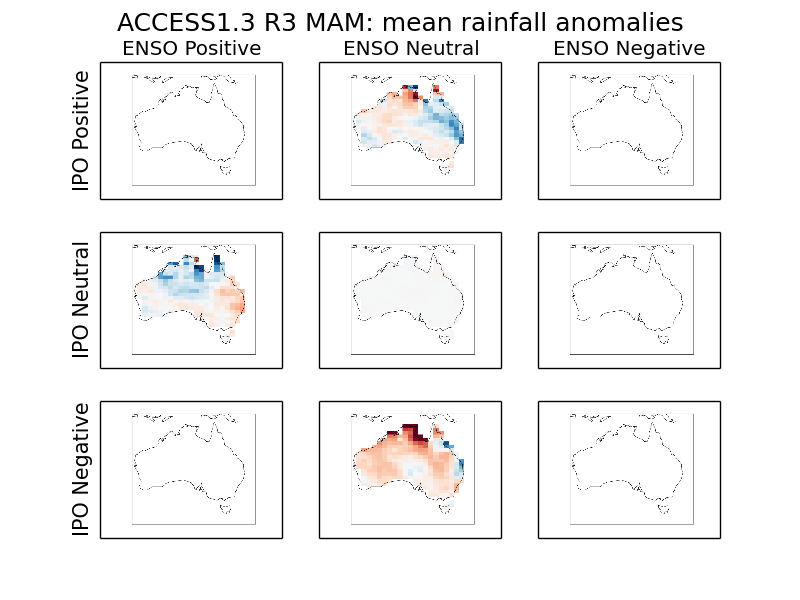 ACCESS1.3 R3 MAM: mean rainfall anomalies
ENSO Positive
ENSO Neutral
ENSO Negative
IPO Positive
IPO Neutral
IPO Negative